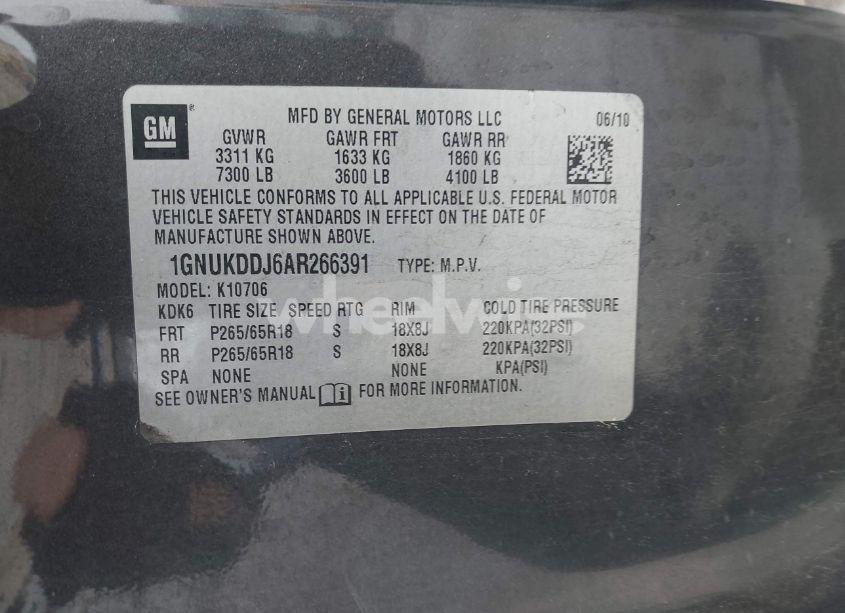 GM ®
MFD BY GENERAL MOTORS LLC 06/10
GVWR GAWR FRT GAWR RR
3311 KG 1633 KG 1860 KG
7300 LB 3600 LB 4100 LB
THIS VEHICLE CONFORMS TO ALL APPLICABLE U.S. FEDERAL MOTOR
VEHICLE SAFETY STANDARDS IN EFFECT ON THE DATE OF
MANUFACTURE SHOWN ABOVE.
1GNUKDDJ6AR266391 TYPE: M.P.V.
MODEL: K10706
KDK6 TIRE SIZE SPEED RTG RIM COLD TIRE PRESSURE
FRT P265/65R18 S 18X8J 220KPA(32PSI)
RR P265/65R18 S 18X8J 220KPA(32PSI)
SPA NONE NONE KPA(PSI)
SEE OWNER'S MANUAL FOR MORE INFORMATION.